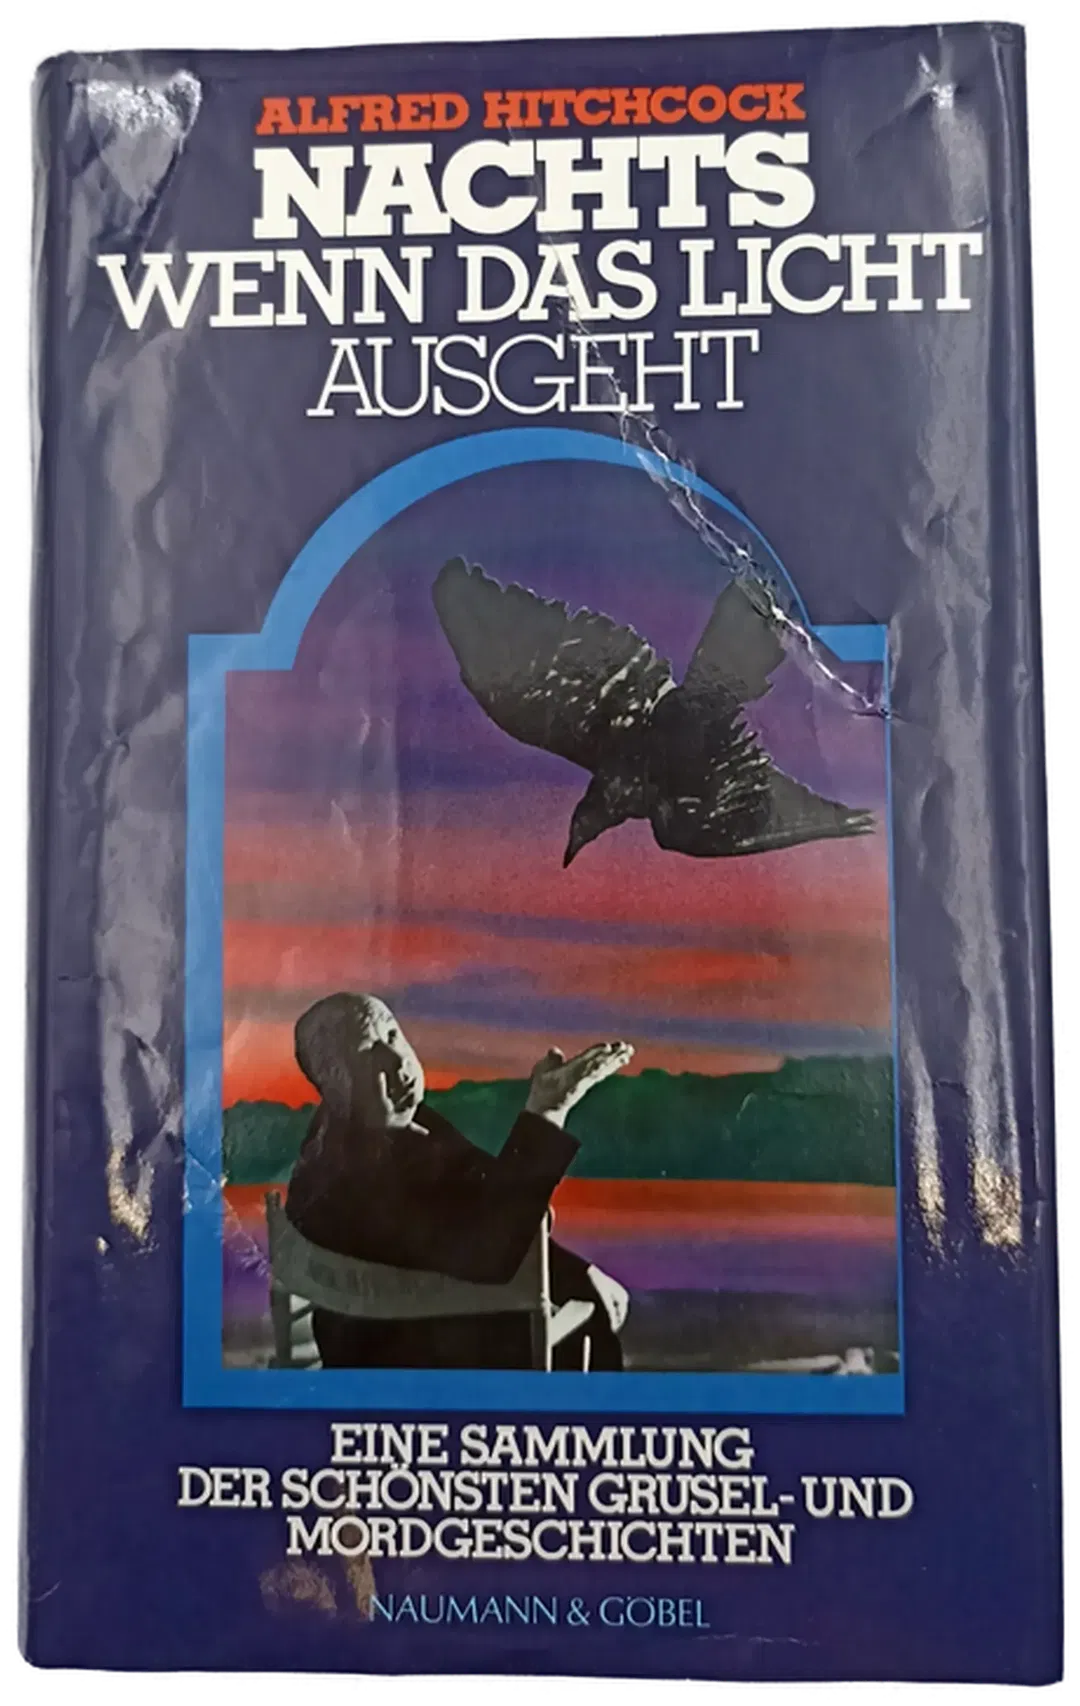 ALFRED HITCHCOCK
NACHTS
WENN DAS LICHT
AUSGEHT
EINE SAMMLUNG
DER SCHÖNSTEN GRUSEL- UND
MORDGESCHICHTEN
NAUMANN & GÖBEL